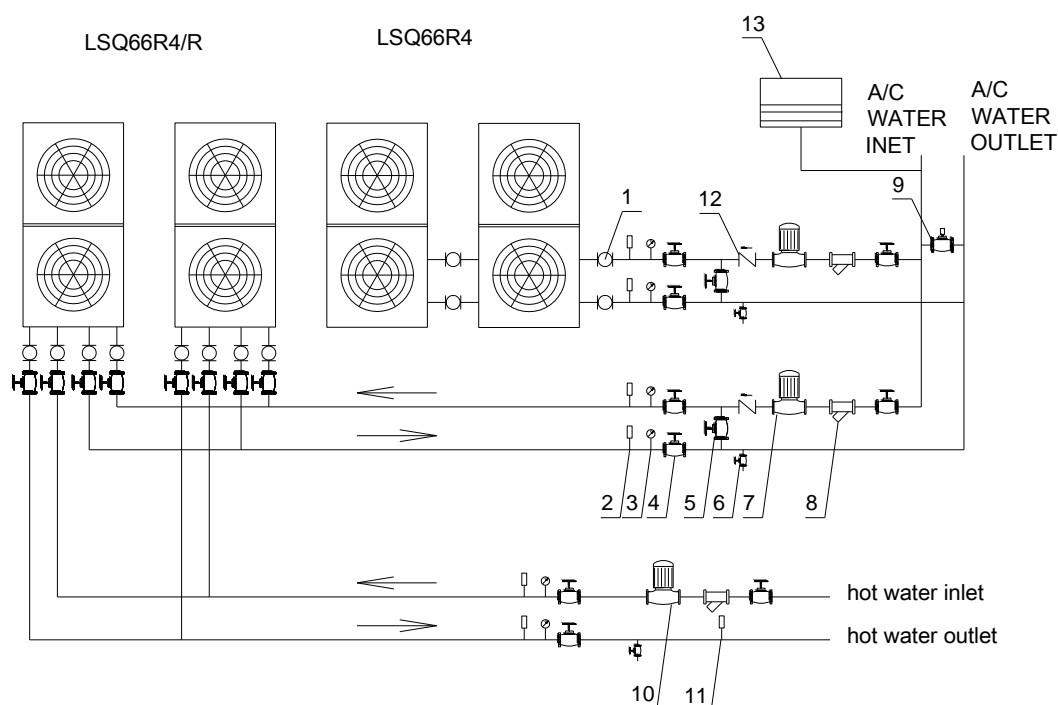 LSQ66R4/R
LSQ66R4
13
A/C
WATER
INET
A/C
WATER
OUTLET
1
12
9
2
3
4
5
6
7
8
hot water inlet
hot water outlet
10
11